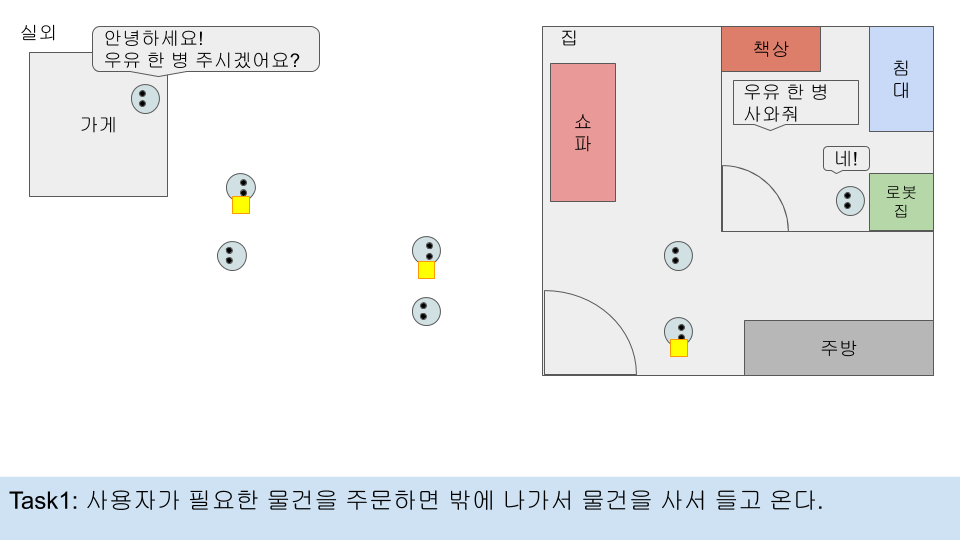 실외
안녕하세요!
우유 한 병 주시겠어요?
가게
집
책상
침
대
쇼
파
우유 한 병
사와줘
네!
로봇
집
주방
Task1: 사용자가 필요한 물건을 주문하면 밖에 나가서 물건을 사서 들고 온다.